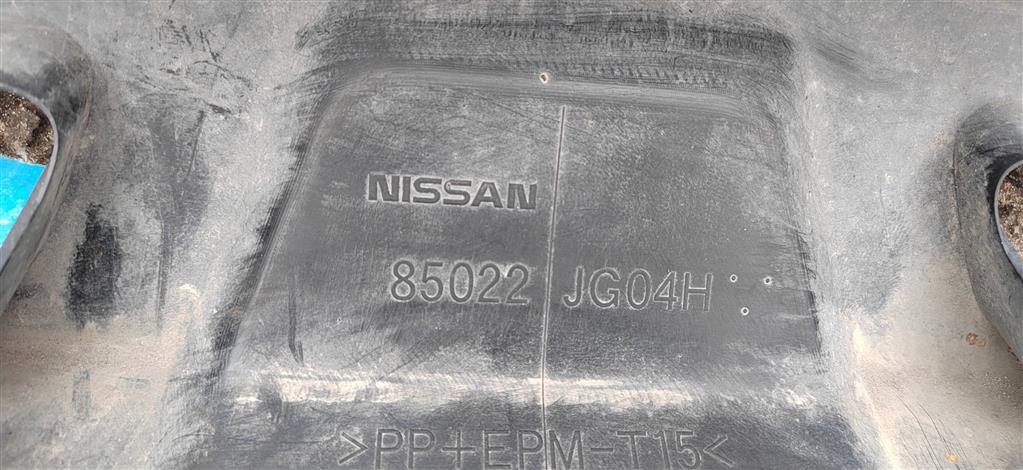 NISSAN
85022 JG04H
>PP+EPM-T15<